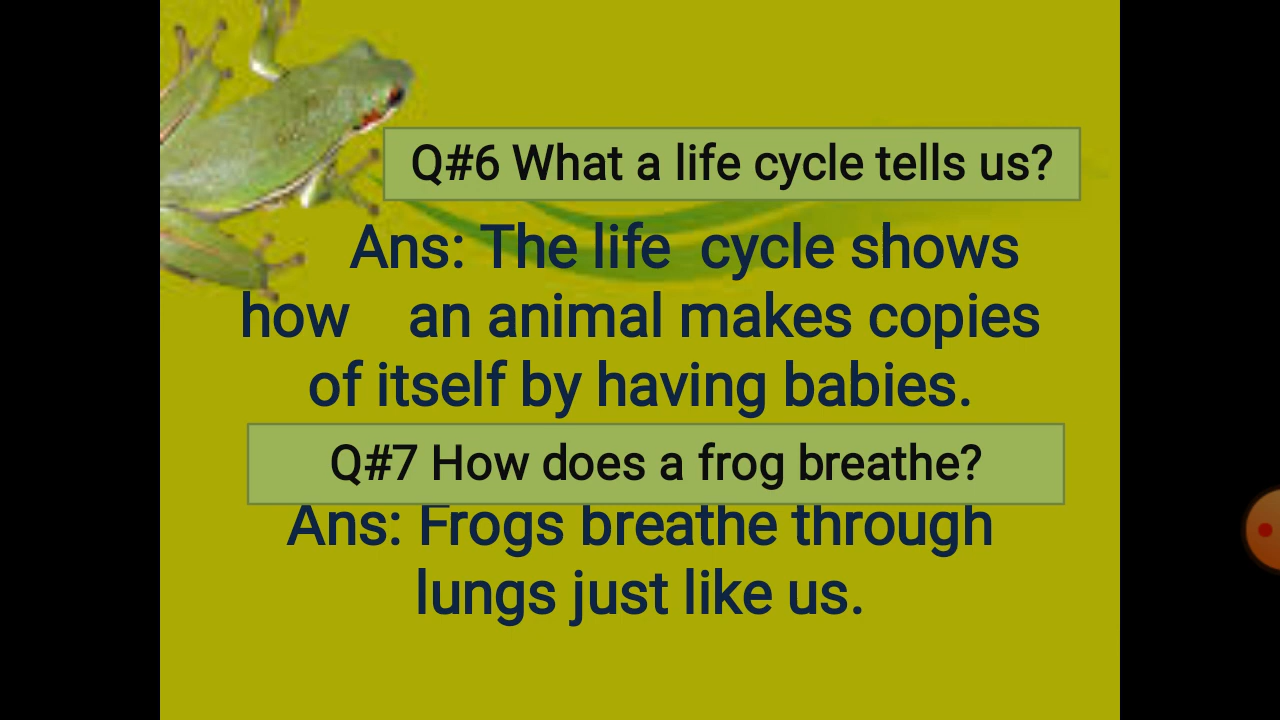 Q#6 What a life cycle tells us?
Ans: The life cycle shows
how an animal makes copies
of itself by having babies.
Q#7 How does a frog breathe?
Ans: Frogs breathe through
lungs just like us.